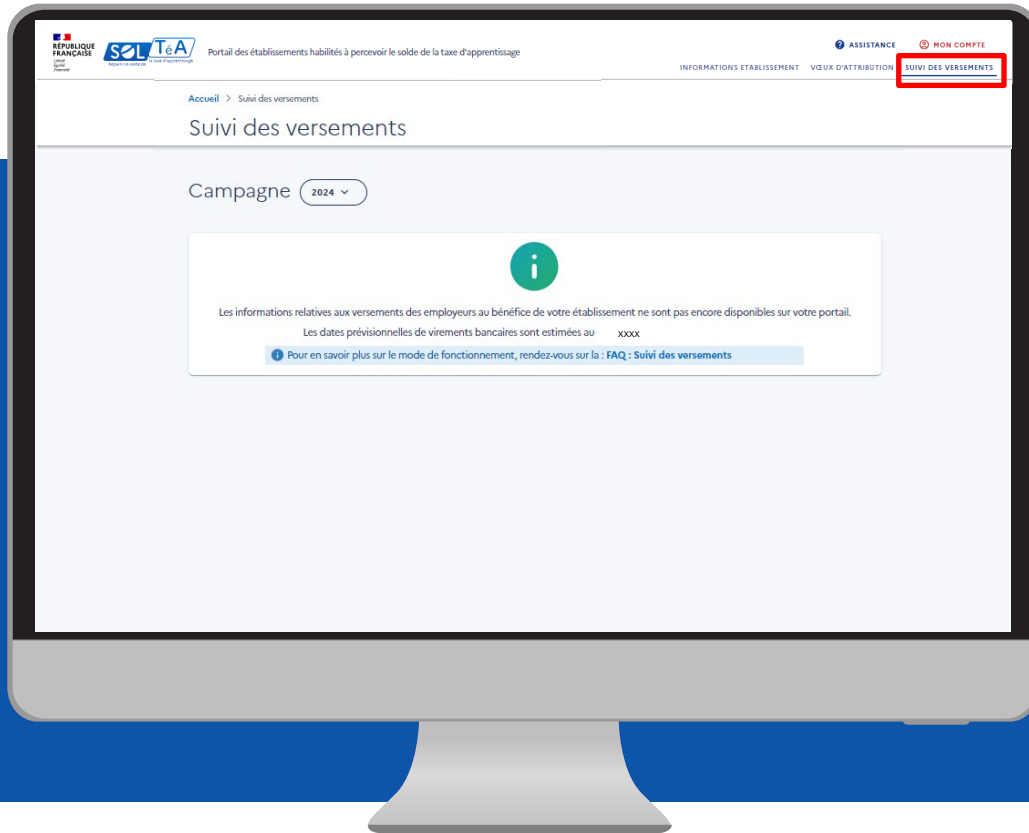 RÉPUBLIQUE
FRANÇAISE
Liberté
Égalité
Fraternité
SOLTéA
Portail des établissements habilités à percevoir le solde de la taxe d'apprentissage
ASSISTANCE
MON COMPTE
INFORMATIONS ETABLISSEMENT
VŒUX D'ATTRIBUTION
SUIVI DES VERSEMENTS
Accueil > Suivi des versements
Suivi des versements
Campagne 2024
Les informations relatives aux versements des employeurs au bénéfice de votre établissement ne sont pas encore disponibles sur votre portail.
Les dates prévisionnelles de virements bancaires sont estimées au xxxx
Pour en savoir plus sur le mode de fonctionnement, rendez-vous sur la : FAQ : Suivi des versements